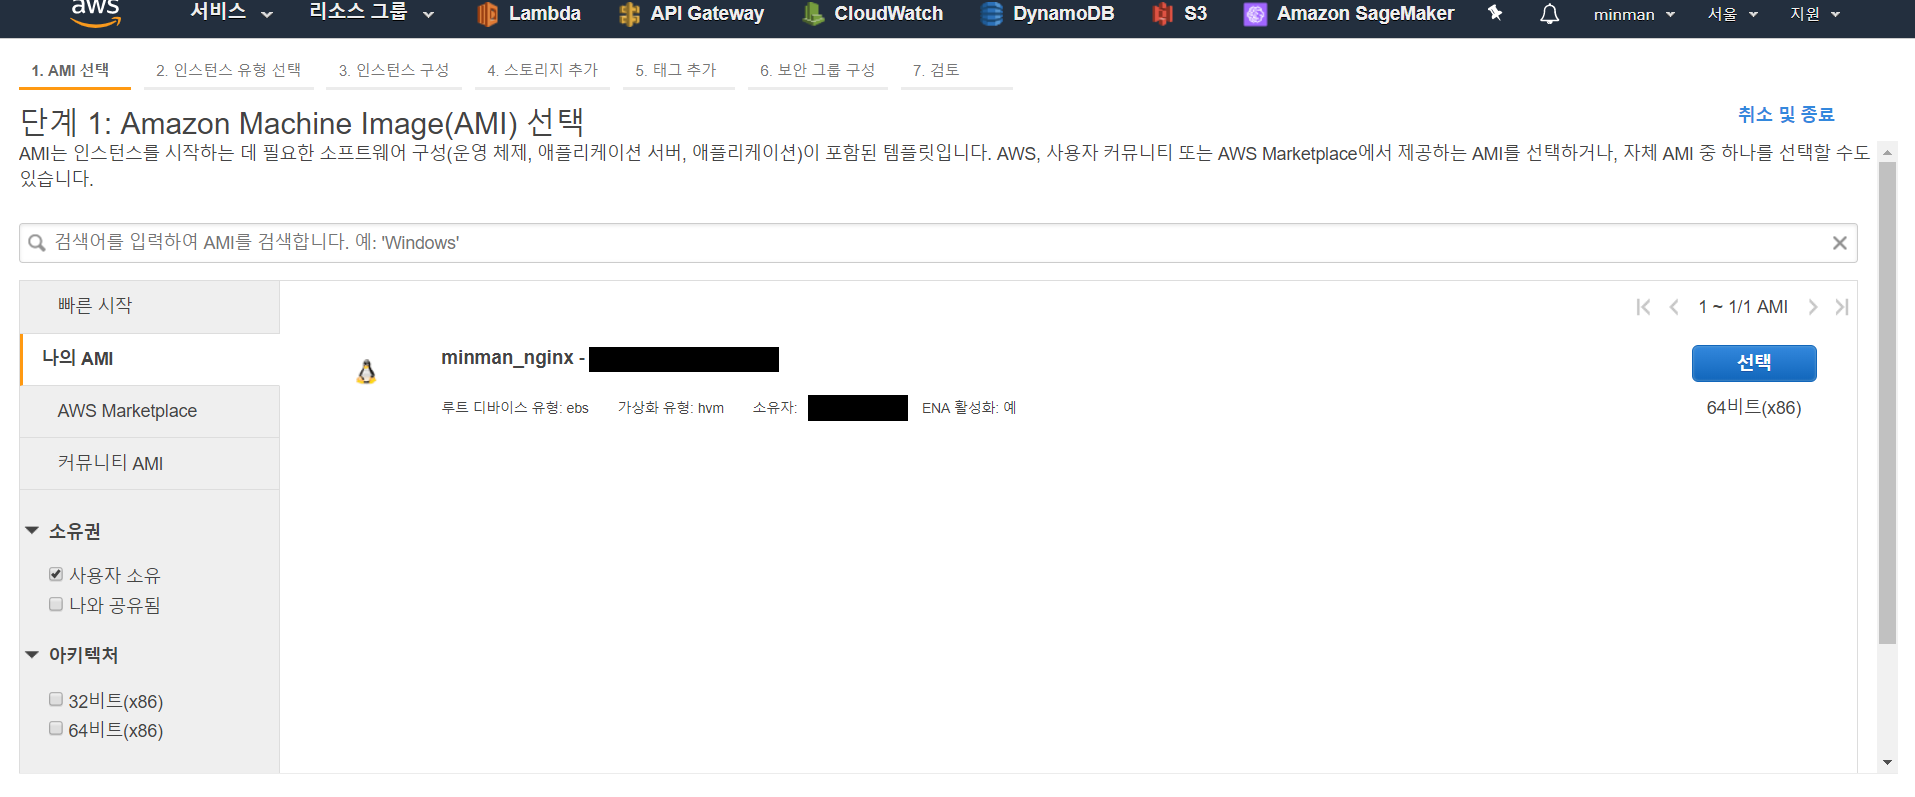 aws 서비스 리소스 그룹 Lambda API Gateway CloudWatch DynamoDB S3 Amazon SageMaker minman 서울 지원
1. AMI 선택 2. 인스턴스 유형 선택 3. 인스턴스 구성 4. 스토리지 추가 5. 태그 추가 6. 보안 그룹 구성 7. 검토
단계 1: Amazon Machine Image(AMI) 선택
취소 및 종료
AMI는 인스턴스를 시작하는 데 필요한 소프트웨어 구성(운영 체제, 애플리케이션 서버, 애플리케이션)이 포함된 템플릿입니다. AWS, 사용자 커뮤니티 또는 AWS Marketplace에서 제공하는 AMI를 선택하거나, 자체 AMI 중 하나를 선택할 수도
있습니다.
검색어를 입력하여 AMI를 검색합니다. 예: 'Windows'
빠른 시작
나의 AMI
AWS Marketplace
커뮤니티 AMI
소유권
사용자 소유
나와 공유됨
아키텍처
32비트(x86)
64비트(x86)
1 ~ 1/1 AMI
minman_nginx -
선택
루트 디바이스 유형: ebs 가상화 유형: hvm 소유자: ENA 활성화: 예
64비트(x86)